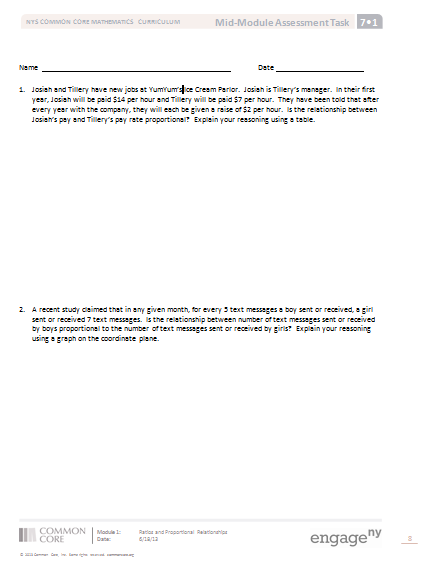 NYS COMMON CORE MATHEMATICS CURRICULUM
Mid-Module Assessment Task
7•1
Name
Date
1. Josiah and Tillery have new jobs at YumYum's Ice Cream Parlor. Josiah is Tillery's manager. In their first
year, Josiah will be paid $14 per hour and Tillery will be paid $7 per hour. They have been told that after
every year with the company, they will each be given a raise of $2 per hour. Is the relationship between
Josiah's pay and Tillery's pay rate proportional? Explain your reasoning using a table.
2. A recent study claimed that in any given month, for every 5 text messages a boy sent or received, a girl
sent or received 7 text messages. Is the relationship between number of text messages sent or received
by boys proportional to the number of text messages sent or received by girls? Explain your reasoning
using a graph on the coordinate plane.
COMMON
CORE
Module 1: Ratios and Proportional Relationships
Date:
engageny
8
© 2013 Common Core, Inc. Some rights reserved. commoncore.org